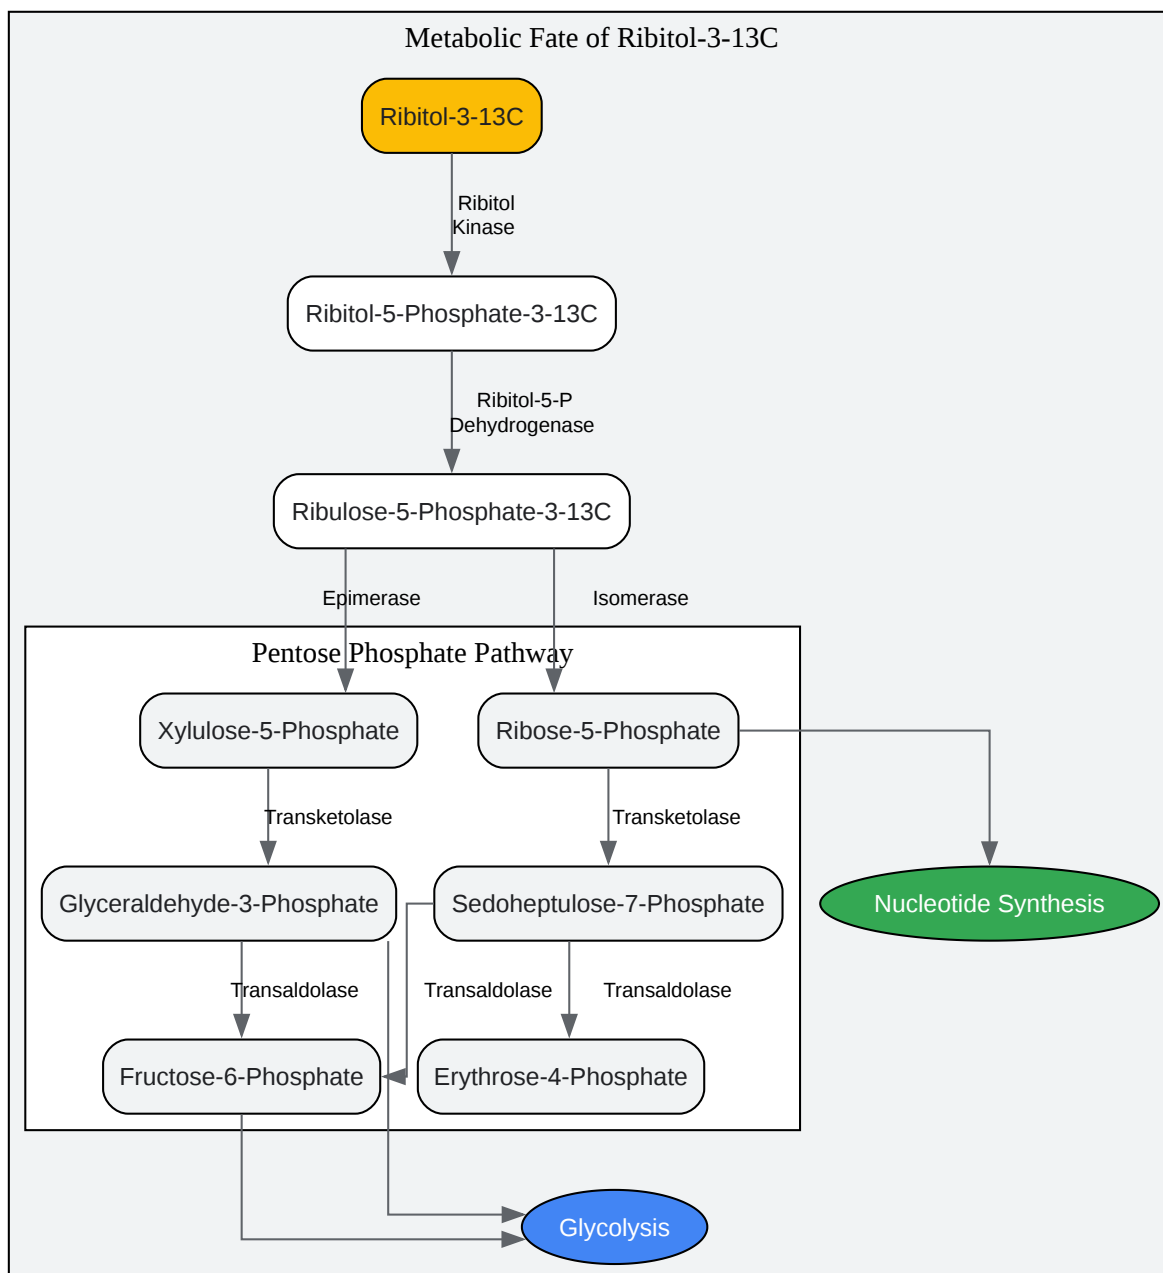 Metabolic Fate of Ribitol-3-13C
Ribitol-3-13C
Ribitol
Kinase
Ribitol-5-Phosphate-3-13C
Ribitol-5-P
Dehydrogenase
Ribulose-5-Phosphate-3-13C
Epimerase
Isomerase
Pentose Phosphate Pathway
Xylulose-5-Phosphate
Ribose-5-Phosphate
Transketolase
Transketolase
Glyceraldehyde-3-Phosphate
Sedoheptulose-7-Phosphate
Nucleotide Synthesis
Transaldolase
Transaldolase
Transaldolase
Fructose-6-Phosphate
Erythrose-4-Phosphate
Glycolysis